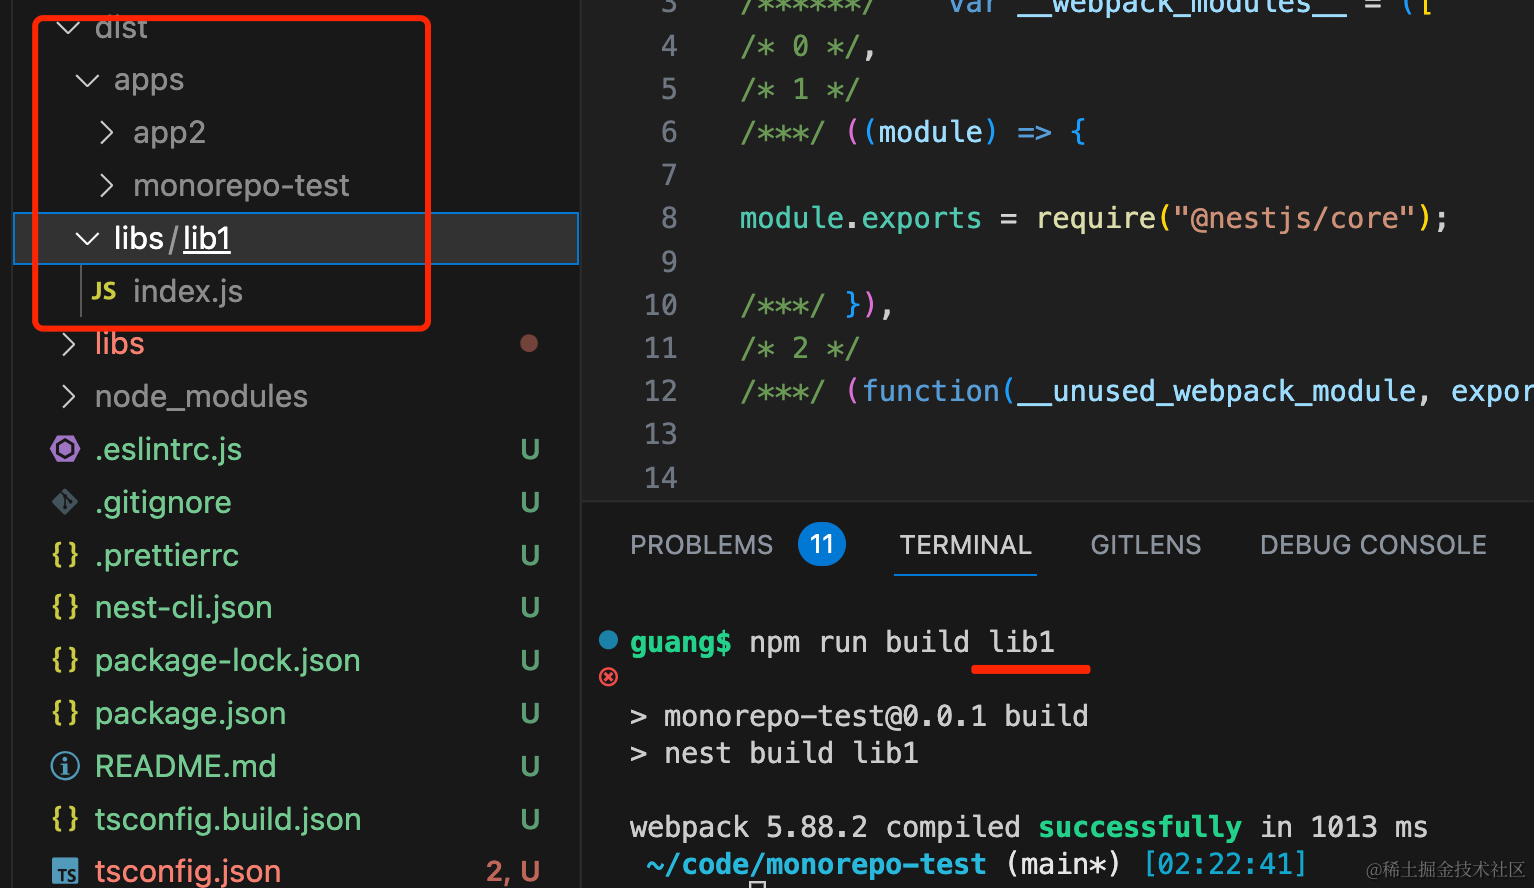 dist
apps
app2
monorepo-test
libs/lib1
JS index.js
libs
node_modules
.eslintrc.js U
.gitignore U
{} .prettierrc U
{} nest-cli.json U
{} package-lock.json U
{} package.json U
README.md U
{} tsconfig.build.json U
TS tsconfig.json 2, U
3 /******/ var __webpack_modules__ = ([
4 /* 0 */,
5 /* 1 */
6 /***/ ((module) => {
7
8 module.exports = require("@nestjs/core");
9
10 /***/ }),
11 /* 2 */
12 /***/ (function(__unused_webpack_module, expor
13
14
PROBLEMS 11 TERMINAL GITLENS DEBUG CONSOLE
guang$ npm run build lib1
> monorepo-test@0.0.1 build
> nest build lib1
webpack 5.88.2 compiled successfully in 1013 ms
~/code/monorepo-test (main*) [02:22:41]
@稀土掘金技术社区